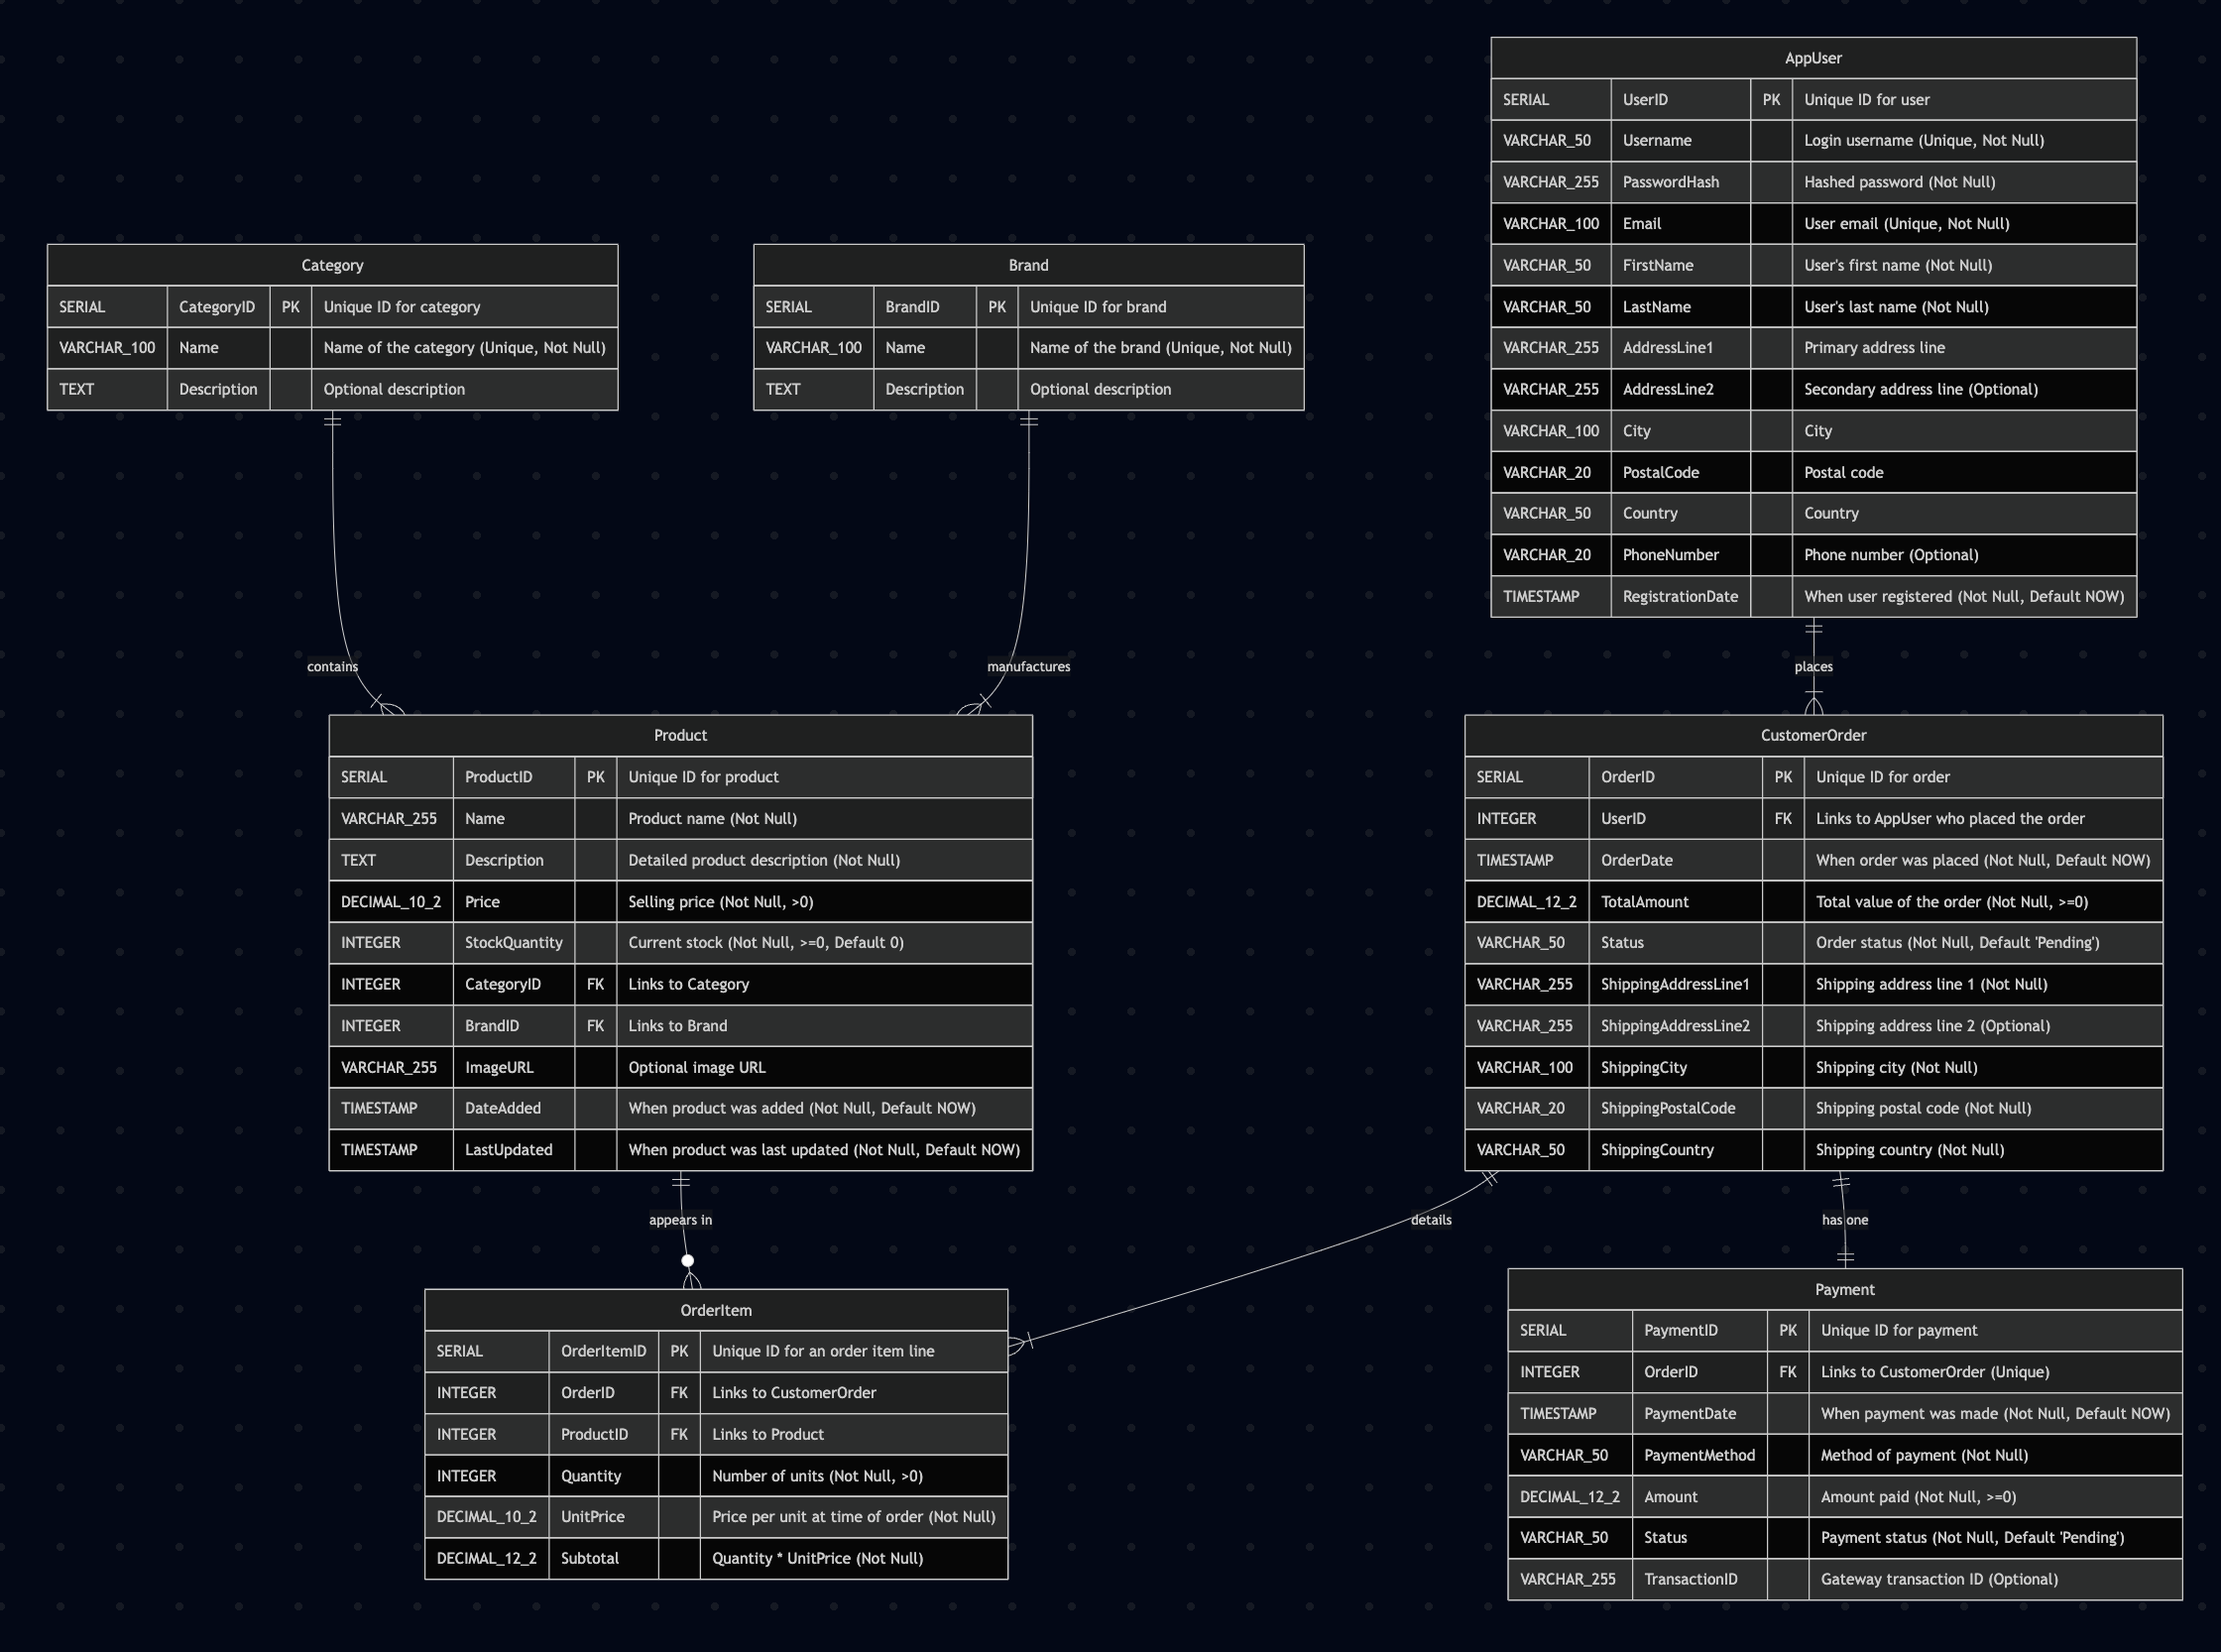 AppUser
SERIAL UserID PK Unique ID for user
VARCHAR_50 Username Login username (Unique, Not Null)
VARCHAR_255 PasswordHash Hashed password (Not Null)
VARCHAR_100 Email User email (Unique, Not Null)
VARCHAR_50 FirstName User's first name (Not Null)
VARCHAR_50 LastName User's last name (Not Null)
VARCHAR_255 AddressLine1 Primary address line
VARCHAR_255 AddressLine2 Secondary address line (Optional)
VARCHAR_100 City City
VARCHAR_20 PostalCode Postal code
VARCHAR_50 Country Country
VARCHAR_20 PhoneNumber Phone number (Optional)
TIMESTAMP RegistrationDate When user registered (Not Null, Default NOW)
Category
SERIAL CategoryID PK Unique ID for category
VARCHAR_100 Name Name of the category (Unique, Not Null)
TEXT Description Optional description
Brand
SERIAL BrandID PK Unique ID for brand
VARCHAR_100 Name Name of the brand (Unique, Not Null)
TEXT Description Optional description
contains
manufactures
places
Product
SERIAL ProductID PK Unique ID for product
VARCHAR_255 Name Product name (Not Null)
TEXT Description Detailed product description (Not Null)
DECIMAL_10_2 Price Selling price (Not Null, >0)
INTEGER StockQuantity Current stock (Not Null, >=0, Default 0)
INTEGER CategoryID FK Links to Category
INTEGER BrandID FK Links to Brand
VARCHAR_255 ImageURL Optional image URL
TIMESTAMP DateAdded When product was added (Not Null, Default NOW)
TIMESTAMP LastUpdated When product was last updated (Not Null, Default NOW)
CustomerOrder
SERIAL OrderID PK Unique ID for order
INTEGER UserID FK Links to AppUser who placed the order
TIMESTAMP OrderDate When order was placed (Not Null, Default NOW)
DECIMAL_12_2 TotalAmount Total value of the order (Not Null, >=0)
VARCHAR_50 Status Order status (Not Null, Default 'Pending')
VARCHAR_255 ShippingAddressLine1 Shipping address line 1 (Not Null)
VARCHAR_255 ShippingAddressLine2 Shipping address line 2 (Optional)
VARCHAR_100 ShippingCity Shipping city (Not Null)
VARCHAR_20 ShippingPostalCode Shipping postal code (Not Null)
VARCHAR_50 ShippingCountry Shipping country (Not Null)
appears in
details
has one
OrderItem
SERIAL OrderItemID PK Unique ID for an order item line
INTEGER OrderID FK Links to CustomerOrder
INTEGER ProductID FK Links to Product
INTEGER Quantity Number of units (Not Null, >0)
DECIMAL_10_2 UnitPrice Price per unit at time of order (Not Null)
DECIMAL_12_2 Subtotal Quantity * UnitPrice (Not Null)
Payment
SERIAL PaymentID PK Unique ID for payment
INTEGER OrderID FK Links to CustomerOrder (Unique)
TIMESTAMP PaymentDate When payment was made (Not Null, Default NOW)
VARCHAR_50 PaymentMethod Method of payment (Not Null)
DECIMAL_12_2 Amount Amount paid (Not Null, >=0)
VARCHAR_50 Status Payment status (Not Null, Default 'Pending')
VARCHAR_255 TransactionID Gateway transaction ID (Optional)